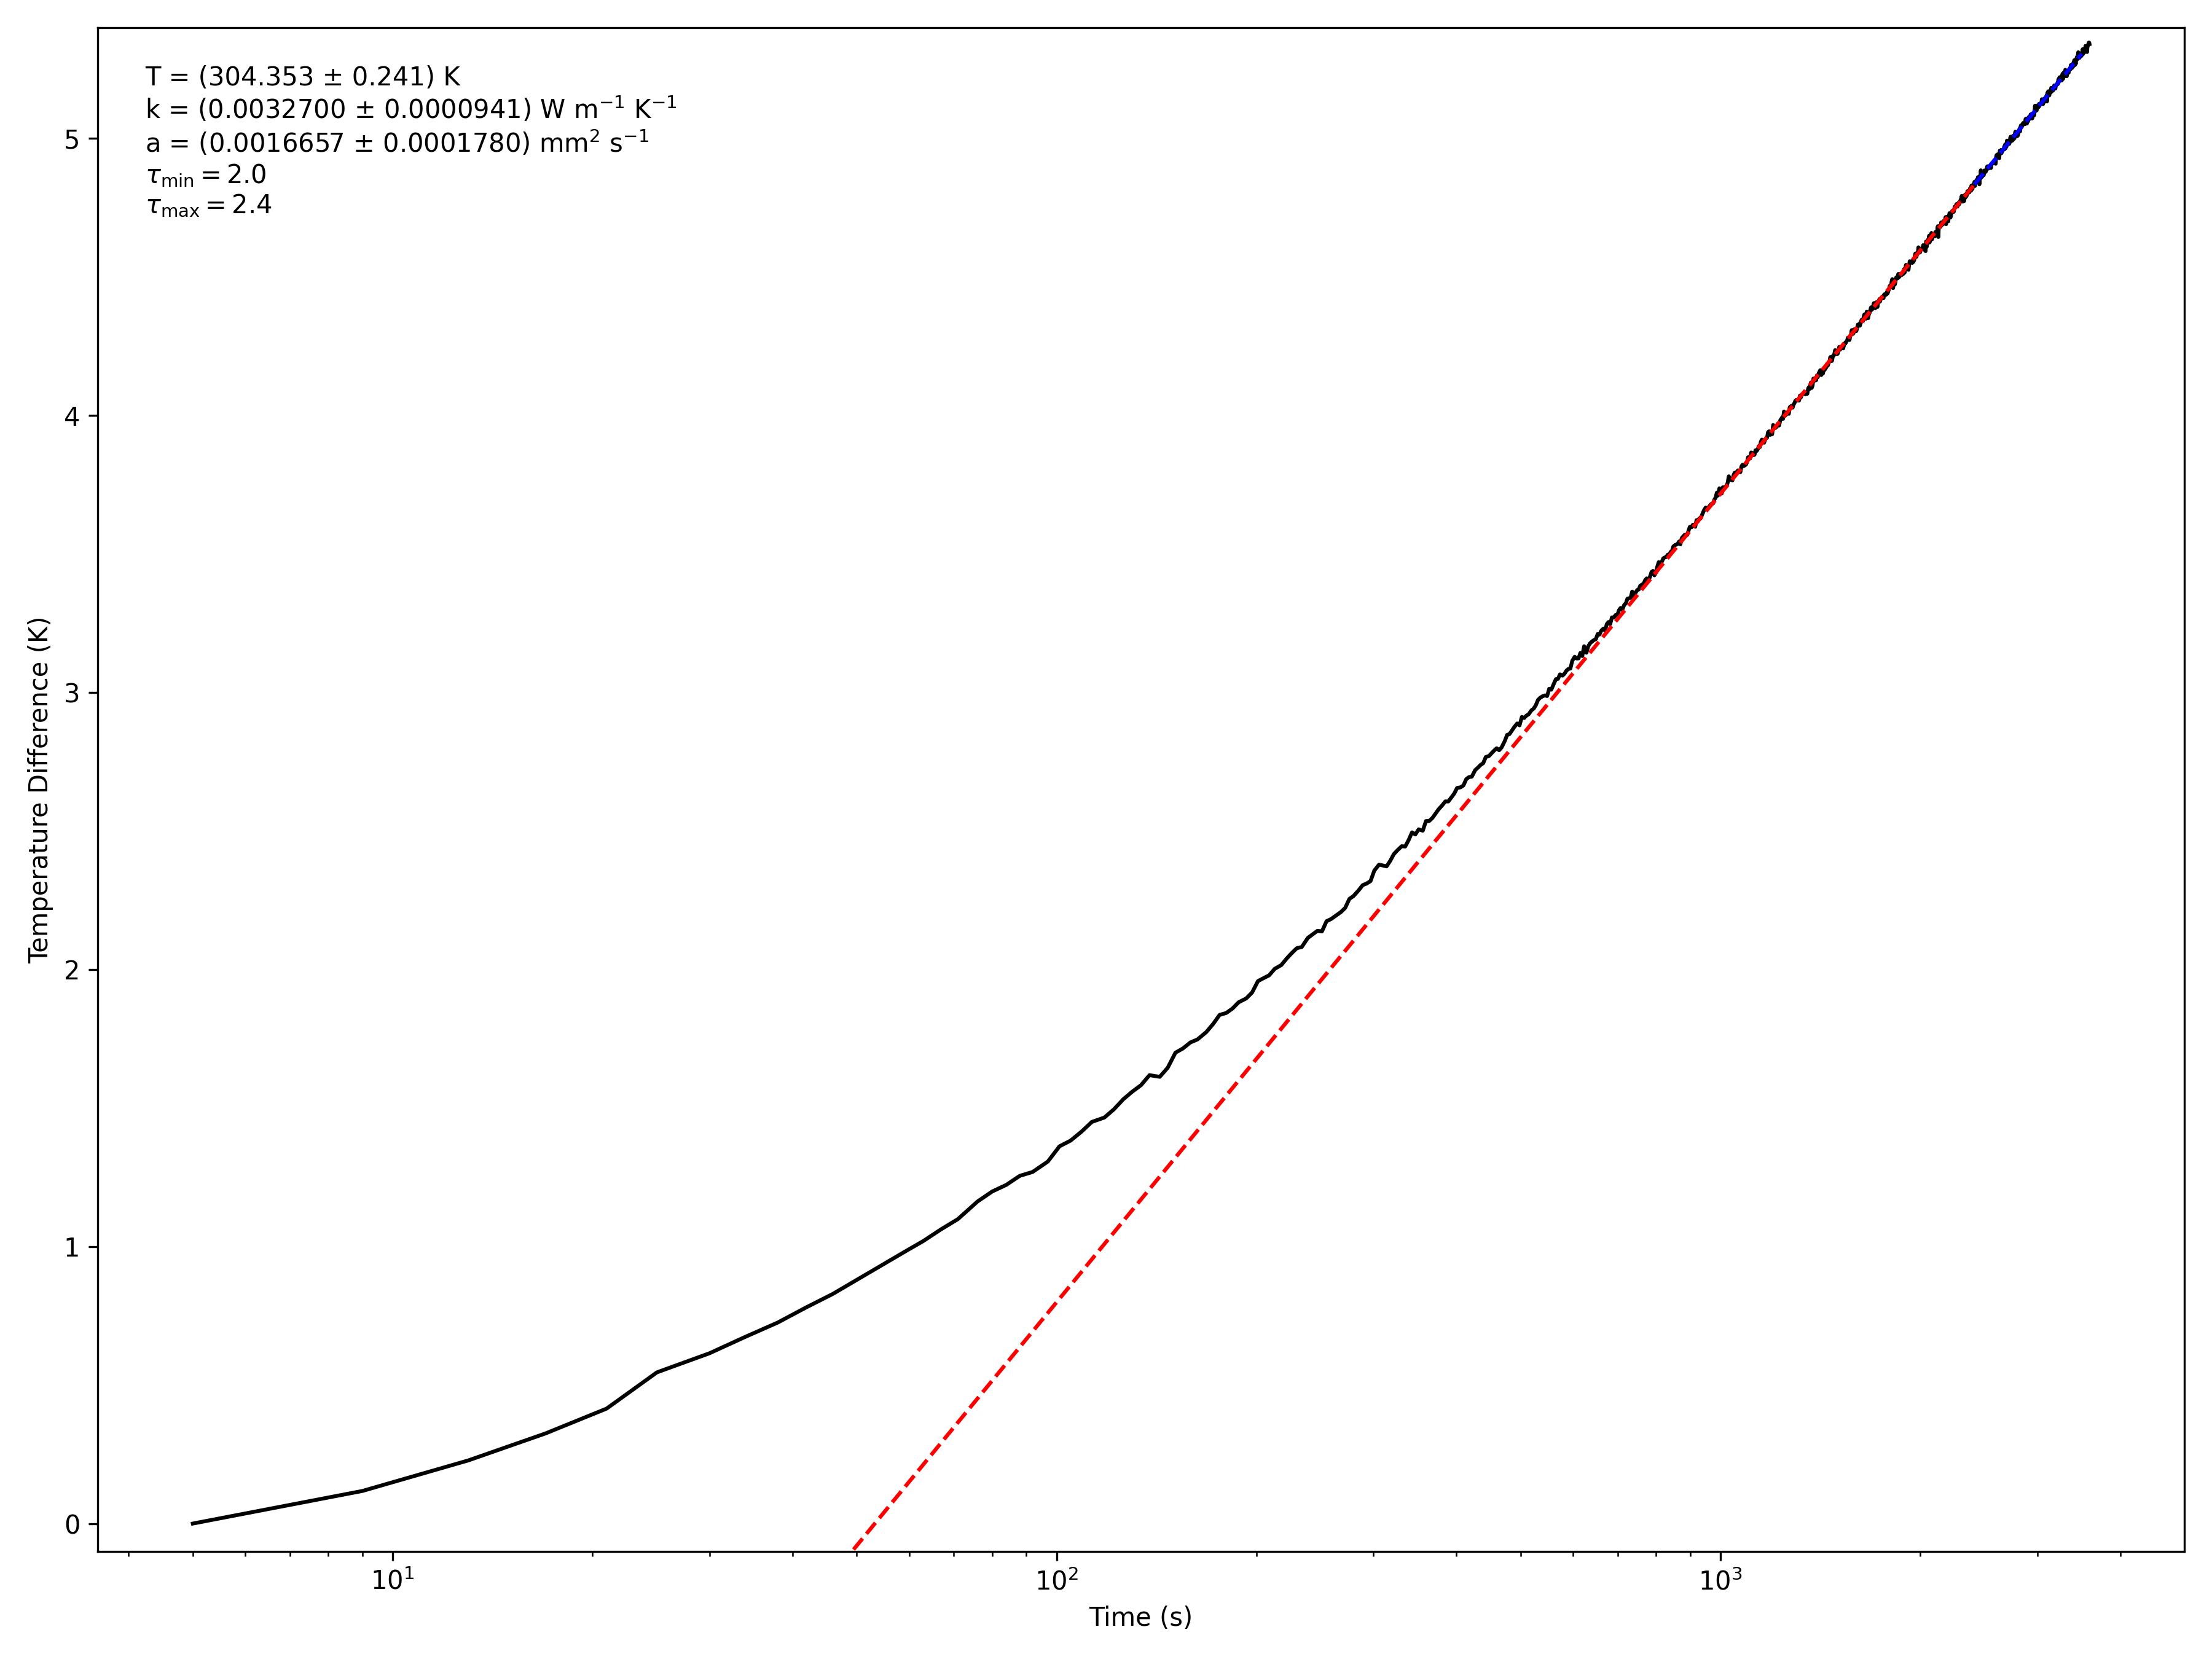 T = (304.353 ± 0.241) K
k = (0.0032700 ± 0.0000941) W m⁻¹ K⁻¹
a = (0.0016657 ± 0.0001780) mm² s⁻¹
τmin = 2.0
τmax = 2.4
5
4
3
2
1
0
Temperature Difference (K)
10¹ 10² 10³
Time (s)